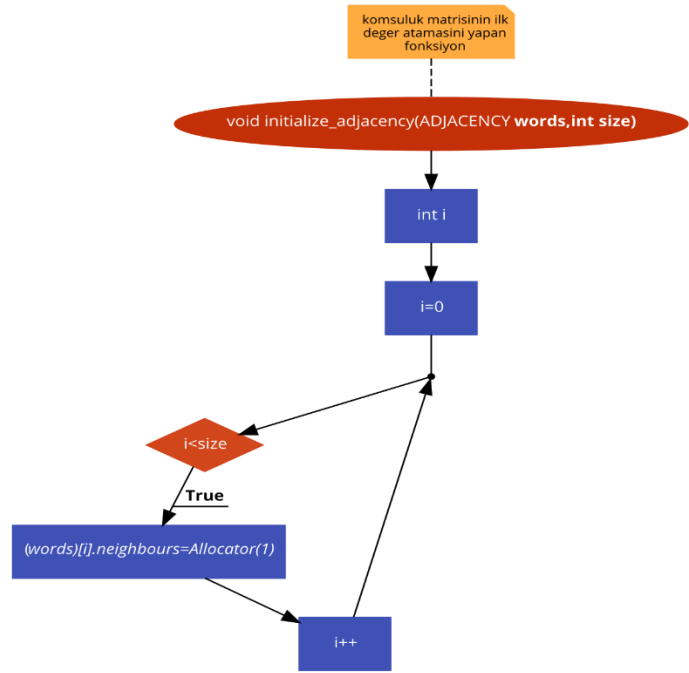 komsuluk matrisinin ilk
deger atamasini yapan
fonksiyon
void initialize_adjacency(ADJACENCY words,int size)
int i
i=0
i<size
True
(words)[i].neighbours=Allocator(1)
i++